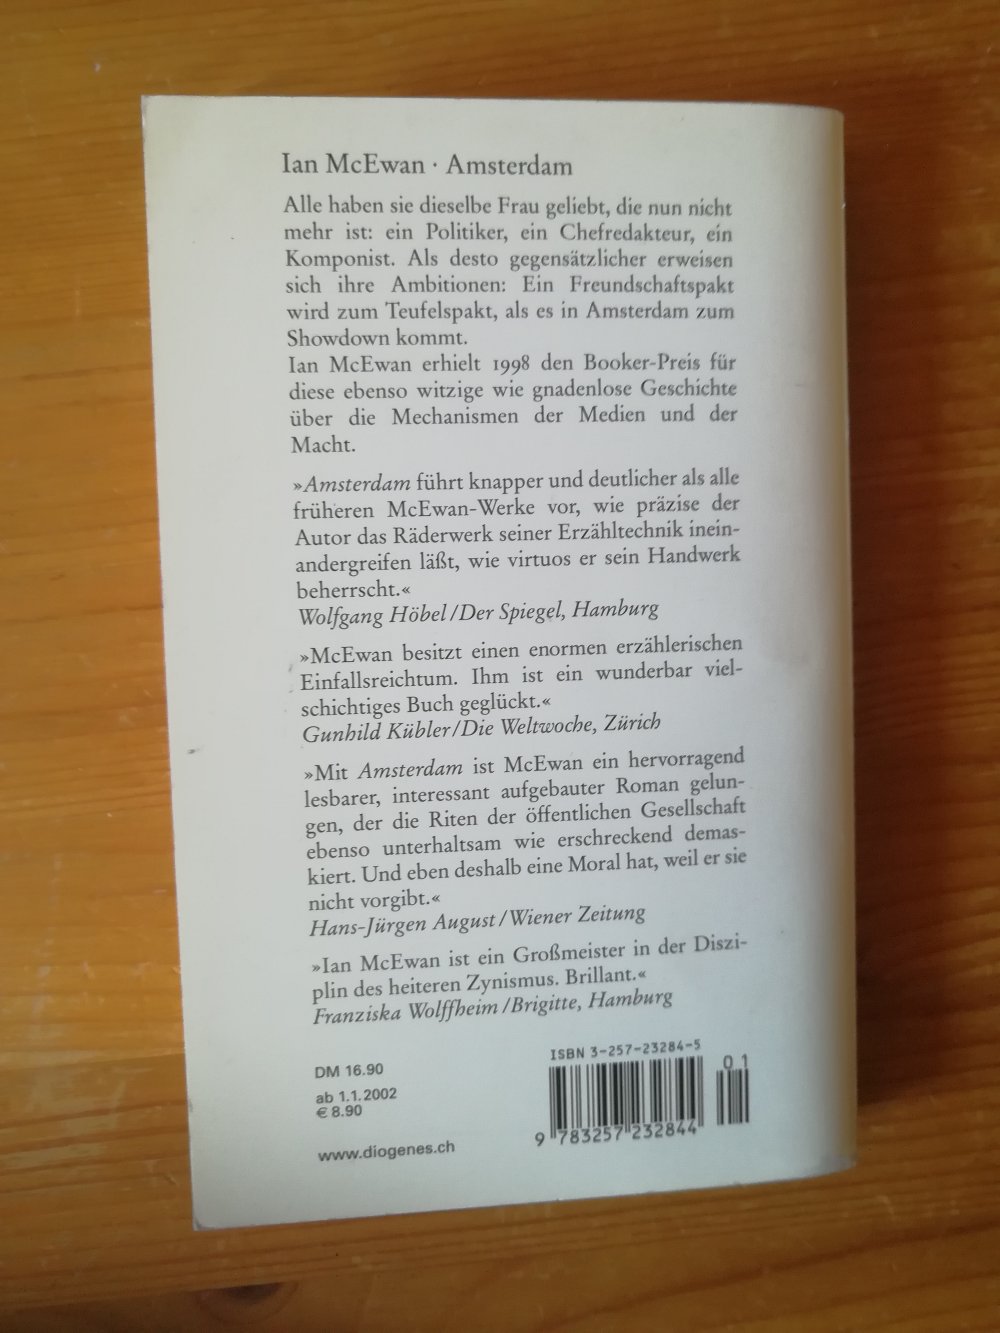 Ian McEwan · Amsterdam
Alle haben sie dieselbe Frau geliebt, die nun nicht
mehr ist: ein Politiker, ein Chefredakteur, ein
Komponist. Als desto gegensätzlicher erweisen
sich ihre Ambitionen: Ein Freundschaftspakt
wird zum Teufelspakt, als es in Amsterdam zum
Showdown kommt.
Ian McEwan erhielt 1998 den Booker-Preis für
diese ebenso witzige wie gnadenlose Geschichte
über die Mechanismen der Medien und der
Macht.
»Amsterdam führt knapper und deutlicher als alle
früheren McEwan-Werke vor, wie präzise der
Autor das Räderwerk seiner Erzähltechnik inein-
andergreifen läßt, wie virtuos er sein Handwerk
beherrscht.«
Wolfgang Höbel/Der Spiegel, Hamburg
»McEwan besitzt einen enormen erzählerischen
Einfallsreichtum. Ihm ist ein wunderbar viel-
schichtiges Buch geglückt.«
Gunhild Kübler/Die Weltwoche, Zürich
»Mit Amsterdam ist McEwan ein hervorragend
lesbarer, interessant aufgebauter Roman gelun-
gen, der die Riten der öffentlichen Gesellschaft
ebenso unterhaltsam wie erschreckend demas-
kiert. Und eben deshalb eine Moral hat, weil er sie
nicht vorgibt.«
Hans-Jürgen August/Wiener Zeitung
»Ian McEwan ist ein Großmeister in der Diszi-
plin des heiteren Zynismus. Brillant.«
Franziska Wolffheim/Brigitte, Hamburg
DM 16.90
ab 1.1.2002
€ 8.90
www.diogenes.ch
ISBN 3-257-23284-5
01
9 783257 232844